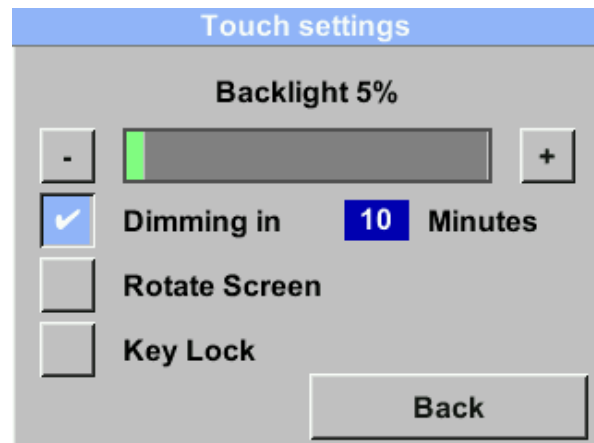 Touch settings
Backlight 5%
- +
Dimming in 10 Minutes
Rotate Screen
Key Lock
Back